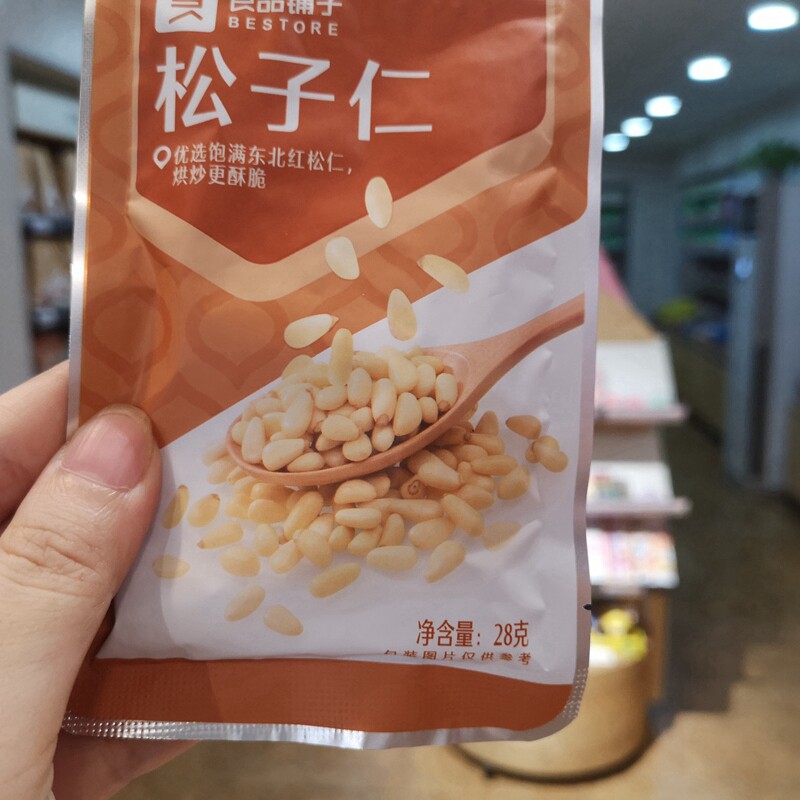 良品铺子
BESTORE
松子仁
优选饱满东北红松仁,
烘炒更酥脆
净含量: 28克
包装图片仅供参考